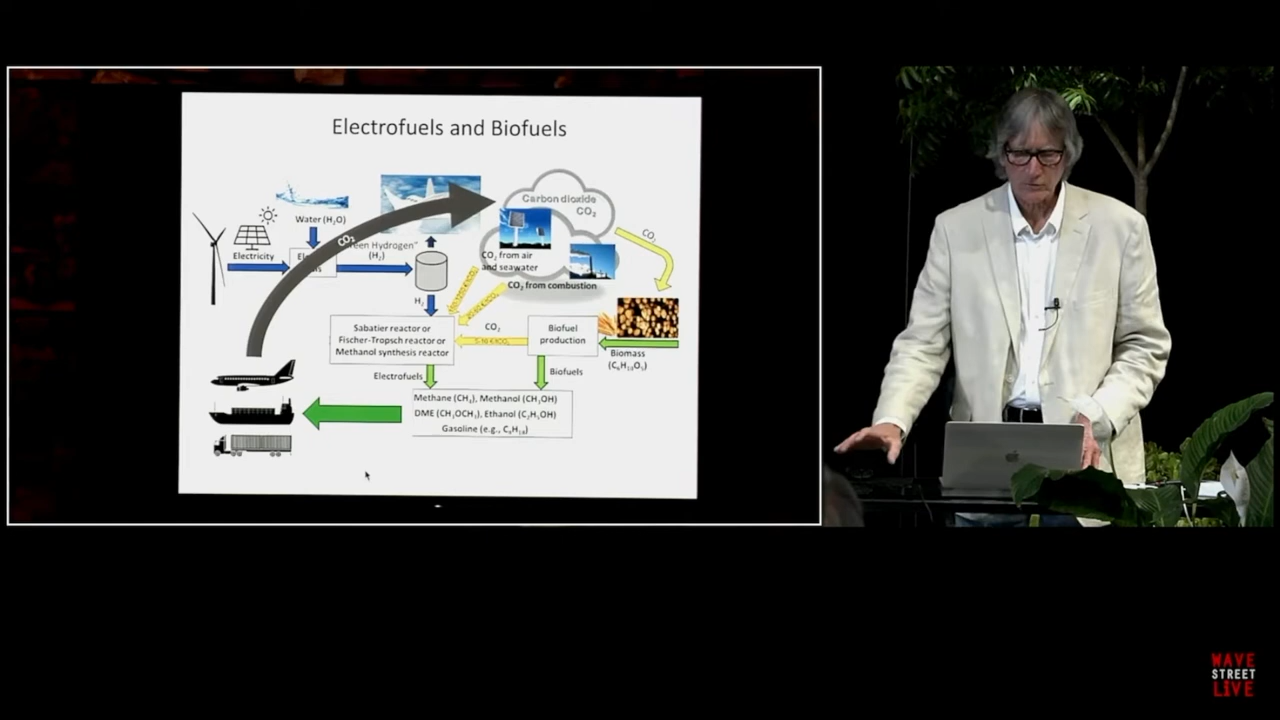 Electrofuels and Biofuels
Carbon dioxide
CO₂
Water (H₂O)
CO₂
CO₂
Electricity
"Green Hydrogen"
(H₂)
CO₂ from air
and seawater
CO₂ from combustion
H₂
Sabatier reactor or
Fischer-Tropsch reactor or
Methanol synthesis reactor
CO₂
Biofuel
production
Biomass
Electrofuels
Biofuels
Methane (CH₄), Methanol (CH₃OH)
DME (CH₃OCH₃), Ethanol (C₂H₅OH)
Gasoline (e.g., C₈H₁₈)
WAVE
STREET
LIVE